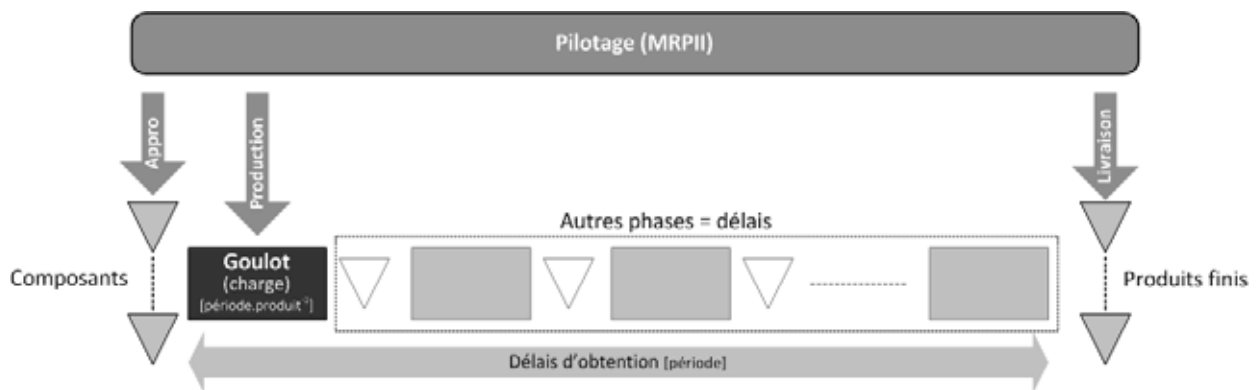 Pilotage (MRPII)
Appro
Production
Livraison
Autres phases = délais
Composants
Goulot
(charge)
[période.produit⁻¹]
Produits finis
Délais d'obtention [période]